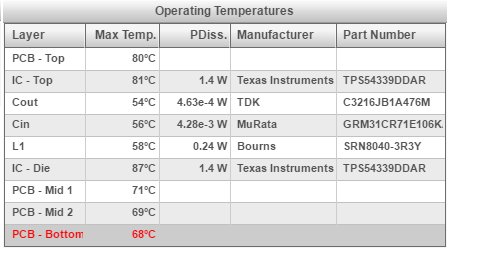 Operating Temperatures
Layer Max Temp. PDiss. Manufacturer Part Number
PCB - Top 80°C
IC - Top 81°C 1.4 W Texas Instruments TPS54339DDAR
Cout 54°C 4.63e-4 W TDK C3216JB1A476M
Cin 56°C 4.28e-3 W MuRata GRM31CR71E106K
L1 58°C 0.24 W Bourns SRN8040-3R3Y
IC - Die 87°C 1.4 W Texas Instruments TPS54339DDAR
PCB - Mid 1 71°C
PCB - Mid 2 69°C
PCB - Bottom 68°C